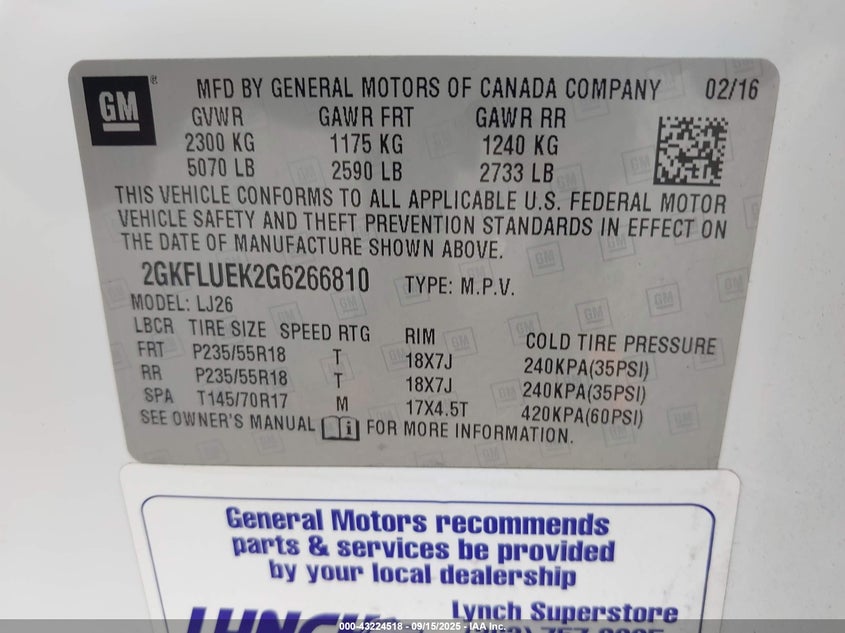 GM ® MFD BY GENERAL MOTORS OF CANADA COMPANY 02/16
GVWR GAWR FRT GAWR RR
2300 KG 1175 KG 1240 KG
5070 LB 2590 LB 2733 LB
THIS VEHICLE CONFORMS TO ALL APPLICABLE U.S. FEDERAL MOTOR
VEHICLE SAFETY AND THEFT PREVENTION STANDARDS IN EFFECT ON
THE DATE OF MANUFACTURE SHOWN ABOVE.
2GKFLUEK2G6266810 TYPE: M.P.V.
MODEL: LJ26
LBCR TIRE SIZE SPEED RTG RIM COLD TIRE PRESSURE
FRT P235/55R18 T 18X7J 240KPA(35PSI)
RR P235/55R18 T 18X7J 240KPA(35PSI)
SPA T145/70R17 M 17X4.5T 420KPA(60PSI)
SEE OWNER'S MANUAL FOR MORE INFORMATION.
General Motors recommends
parts & services be provided
by your local dealership
Lynch Superstore
000-43224518 - 09/15/2025 - IAA, Inc.